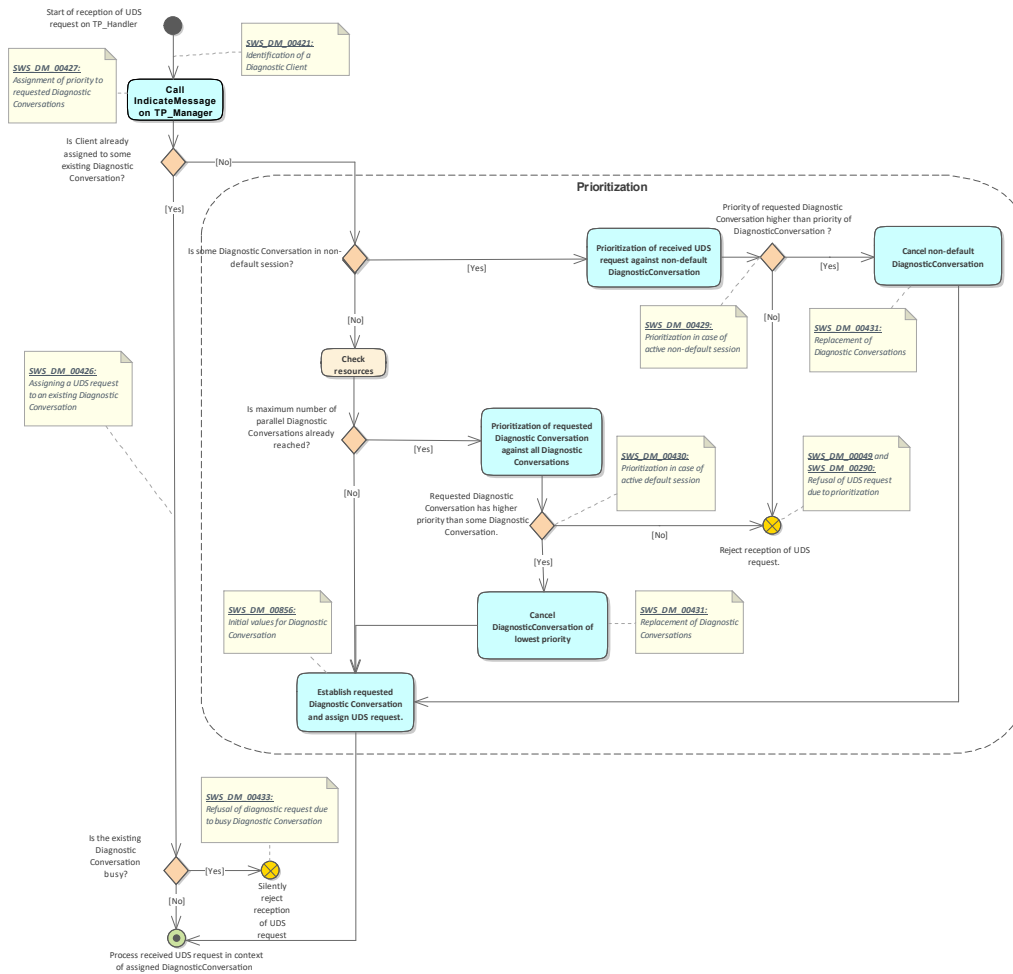 Start of reception of UDS
request on TP_Handler
SWS_DM_00421:
Identification of a
Diagnostic Client
SWS_DM_00427:
Assignment of priority to
requested Diagnostic
Conversations
Call
IndicateMessage
on TP_Manager
Is Client already
assigned to some
existing Diagnostic
Conversation?
[No]
[Yes]
Prioritization
Priority of requested Diagnostic
Conversation higher than priority of
DiagnosticConversation ?
Is some Diagnostic Conversation in non-
default session?
[Yes]
Prioritization of received UDS
request against non-default
DiagnosticConversation
[Yes]
Cancel non-default
DiagnosticConversation
[No]
[No]
SWS_DM_00429:
Prioritization in case of
active non-default session
SWS_DM_00431:
Replacement of
Diagnostic Conversations
Check
resources
SWS_DM_00426:
Assigning a UDS request
to an existing Diagnostic
Conversation
Is maximum number of
parallel Diagnostic
Conversations already
reached?
[Yes]
Prioritization of requested
Diagnostic Conversation
against all Diagnostic
Conversations
SWS_DM_00430:
Prioritization in case of
active default session
SWS_DM_00049 and
SWS_DM_00290:
Refusal of UDS request
due to prioritization
[No]
Requested Diagnostic
Conversation has higher
priority than some Diagnostic
Conversation.
[No]
[Yes]
Reject reception of UDS
request.
SWS_DM_00856:
Initial values for Diagnostic
Conversation
Cancel
DiagnosticConversation of
lowest priority
SWS_DM_00431:
Replacement of Diagnostic
Conversations
Establish requested
Diagnostic Conversation
and assign UDS request.
SWS_DM_00433:
Refusal of diagnostic request due
to busy Diagnostic Conversation
Is the existing
Diagnostic
Conversation
busy?
[Yes]
[No]
Silently
reject
reception
of UDS
request
Process received UDS request in context
of assigned DiagnosticConversation